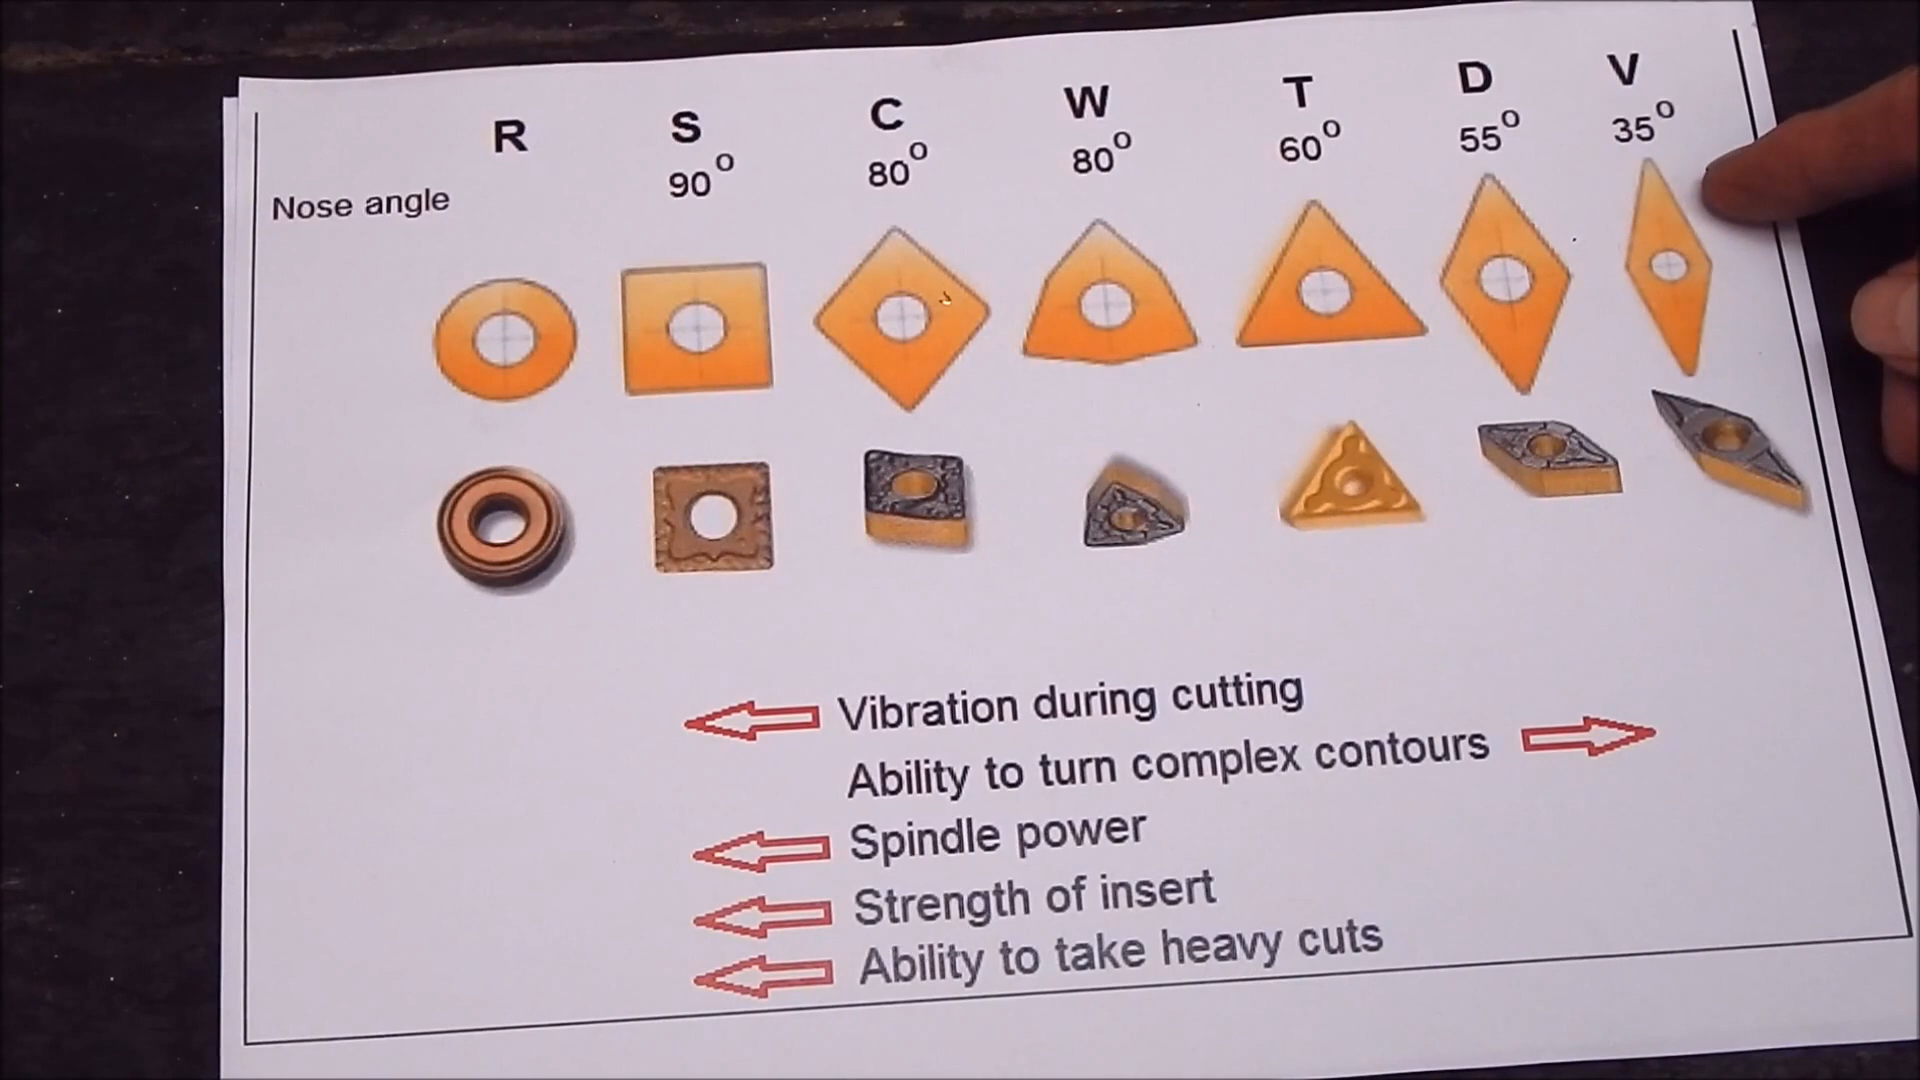 R S C W T D V
Nose angle 90° 80° 80° 60° 55° 35°
Vibration during cutting
Ability to turn complex contours
Spindle power
Strength of insert
Ability to take heavy cuts